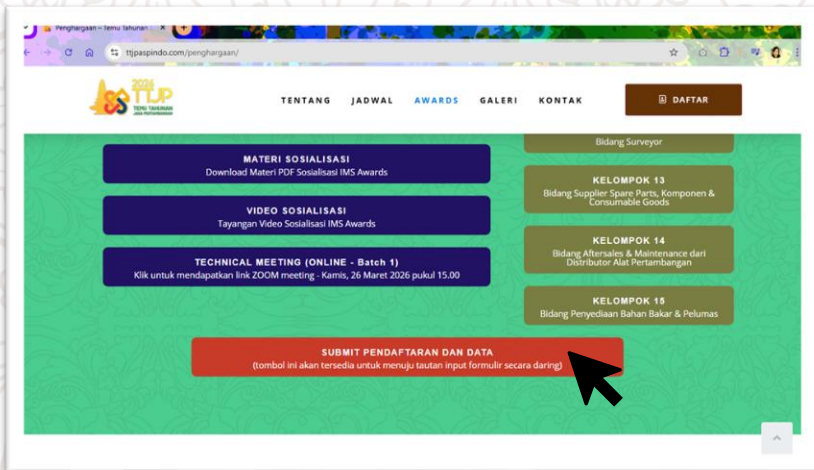 Penghargaan – Temu Tahunan
ttjpaspindo.com/penghargaan/
2026
TTJP
TEMU TAHUNAN
JASA PERTAMBANGAN
TENTANG JADWAL AWARDS GALERI KONTAK
DAFTAR
MATERI SOSIALISASI
Download Materi PDF Sosialisasi IMS Awards
VIDEO SOSIALISASI
Tayangan Video Sosialisasi IMS Awards
TECHNICAL MEETING (ONLINE - Batch 1)
Klik untuk mendapatkan link ZOOM meeting - Kamis, 26 Maret 2026 pukul 15.00
Bidang Surveyor
KELOMPOK 13
Bidang Supplier Spare Parts, Komponen &
Consumable Goods
KELOMPOK 14
Bidang Aftersales & Maintenance dari
Distributor Alat Pertambangan
KELOMPOK 15
Bidang Penyediaan Bahan Bakar & Pelumas
SUBMIT PENDAFTARAN DAN DATA
(tombol ini akan tersedia untuk menuju tautan input formulir secara daring)